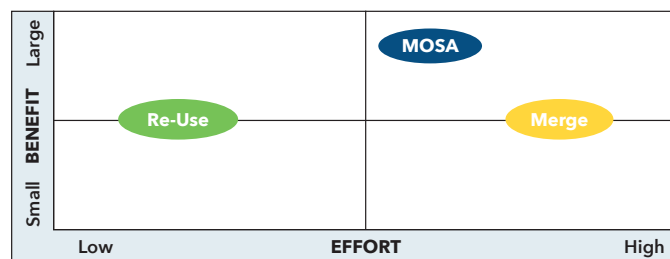 Large
MOSA
BENEFIT
Re-Use
Merge
Small
Low
EFFORT
High